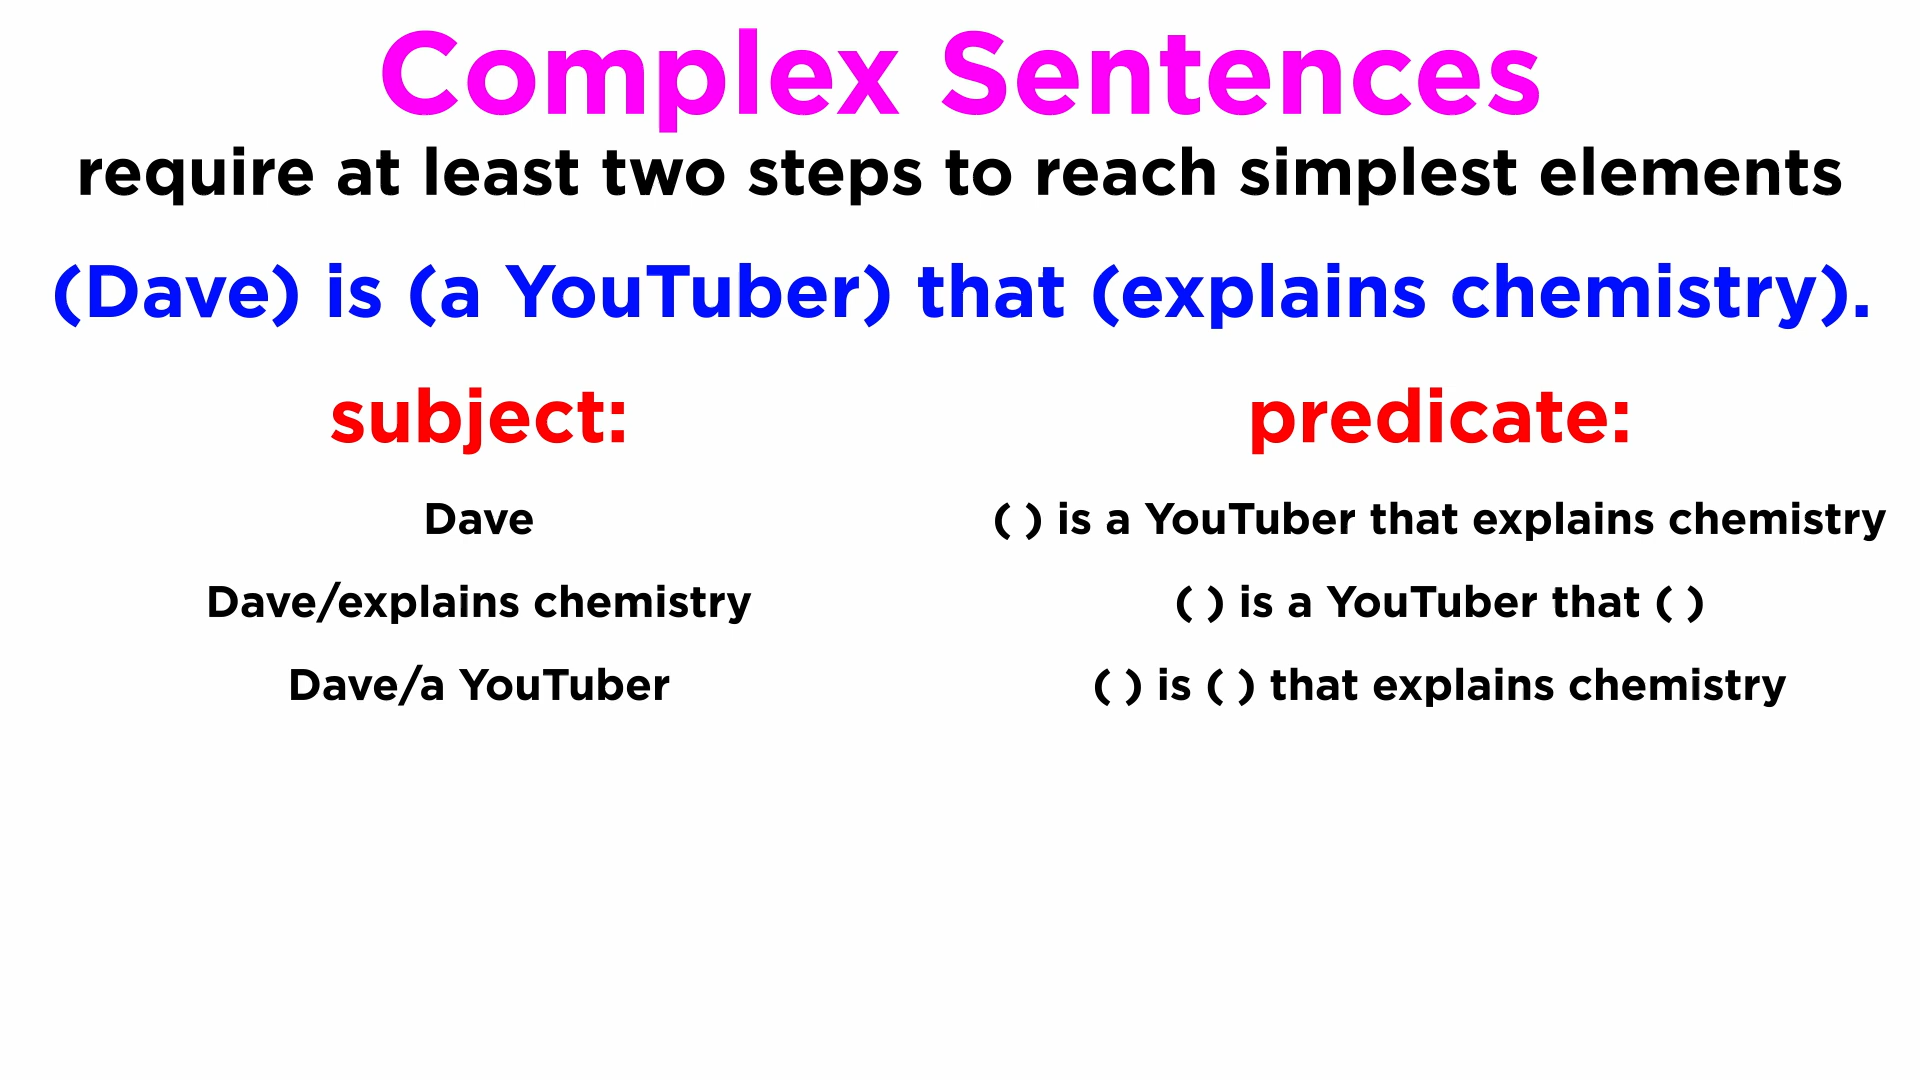 Complex Sentences
require at least two steps to reach simplest elements
(Dave) is (a YouTuber) that (explains chemistry).
subject:
predicate:
Dave
( ) is a YouTuber that explains chemistry
Dave/explains chemistry
( ) is a YouTuber that ( )
Dave/a YouTuber
( ) is ( ) that explains chemistry